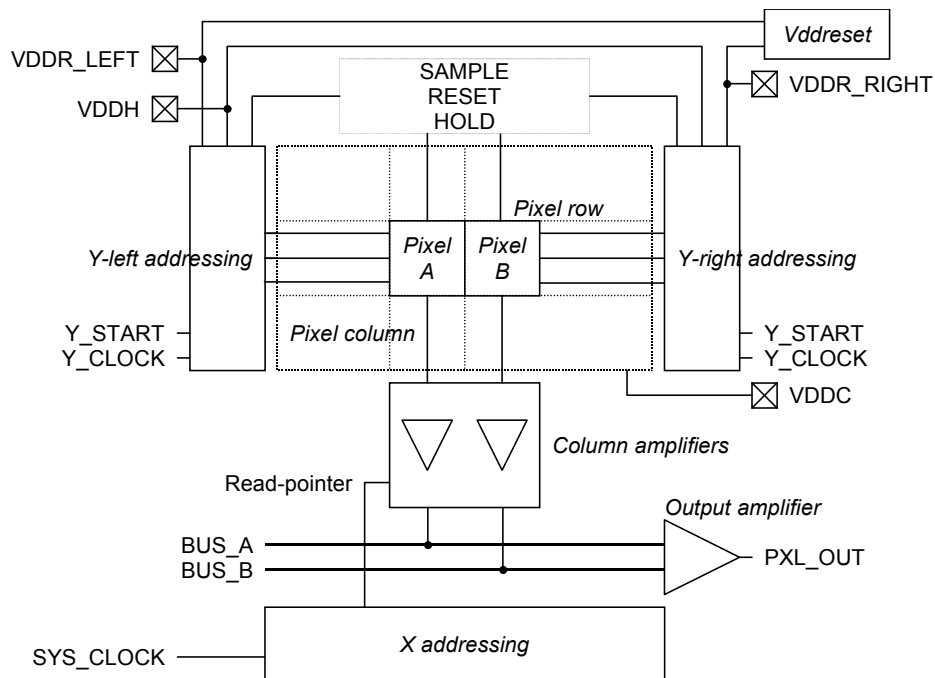 Vddreset
VDDR_LEFT
SAMPLE
RESET
HOLD
VDDR_RIGHT
VDDH
Pixel row
Y-left addressing
Pixel
A
Pixel
B
Y-right addressing
Y_START
Pixel column
Y_START
Y_CLOCK
Y_CLOCK
VDDC
Column amplifiers
Read-pointer
Output amplifier
BUS_A
PXL_OUT
BUS_B
X addressing
SYS_CLOCK